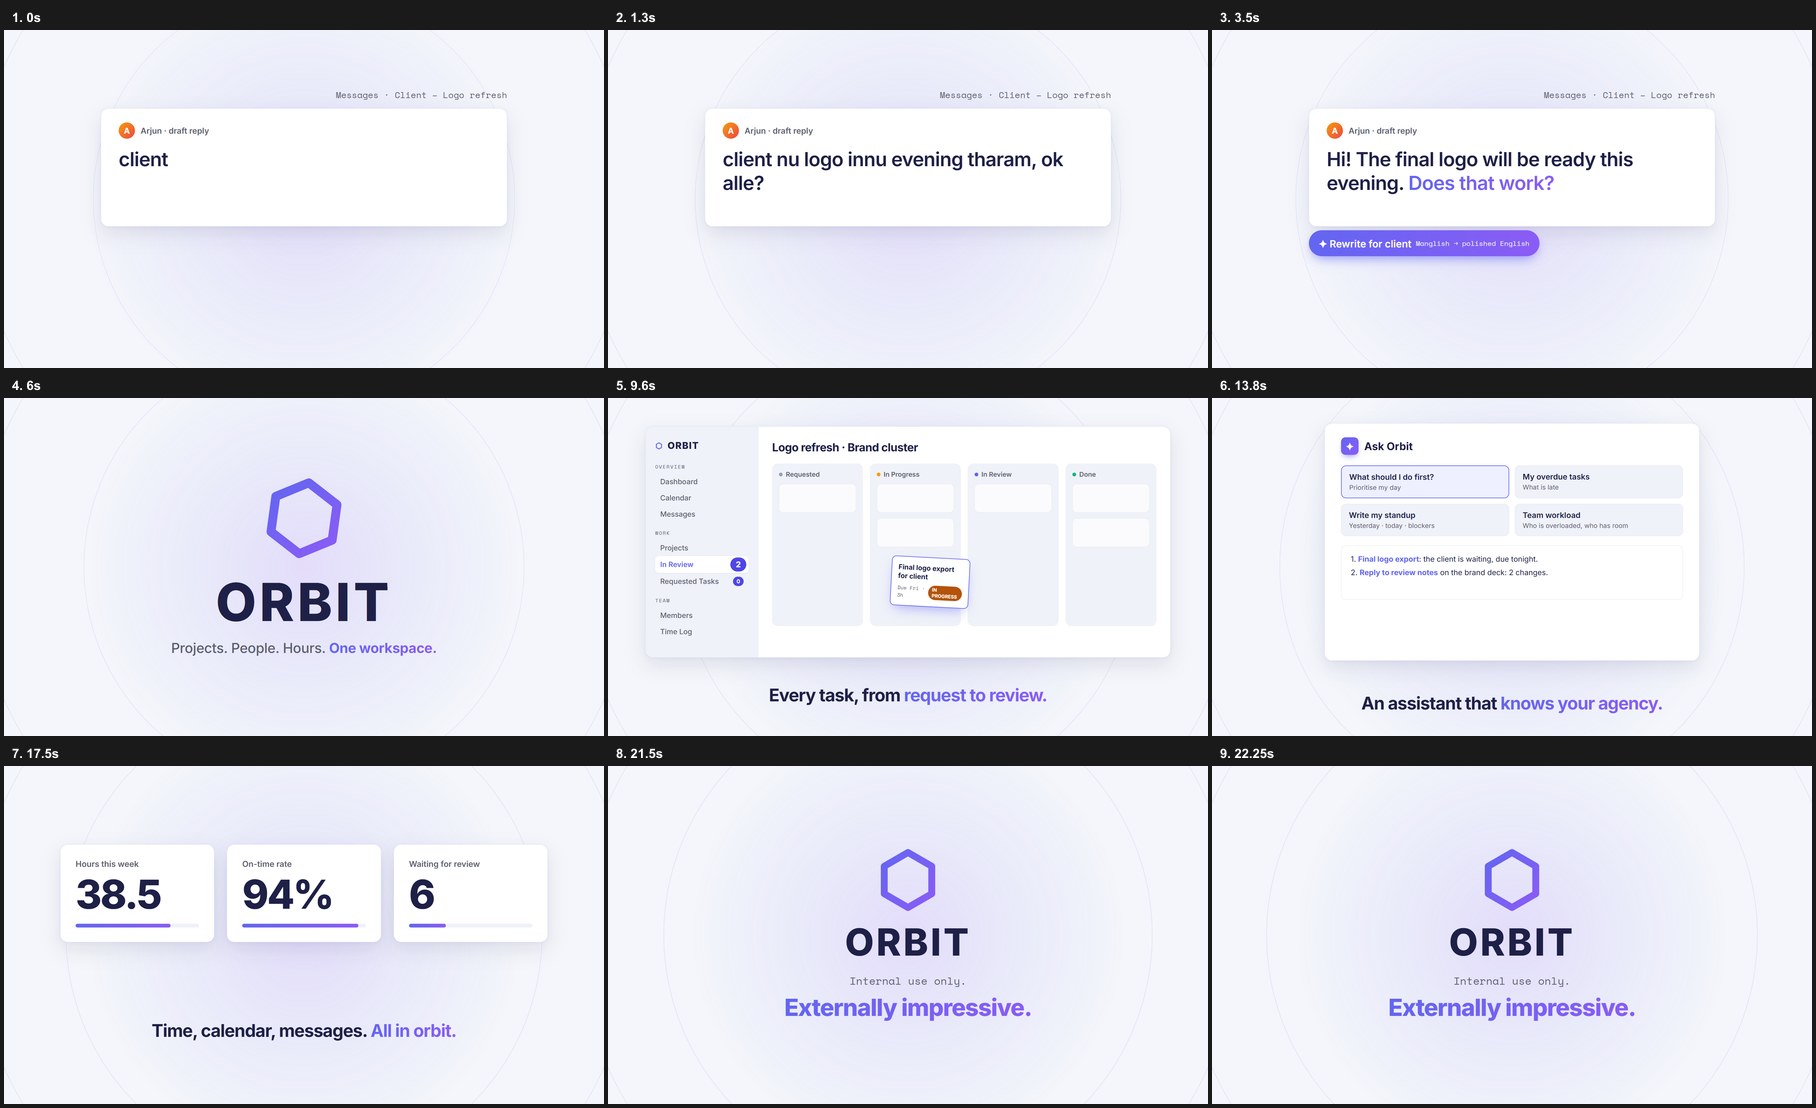 1. 0s
Messages · Client – Logo refresh
A Arjun · draft reply
client
2. 1.3s
Messages · Client – Logo refresh
A Arjun · draft reply
client nu logo innu evening tharam, ok
alle?
3. 3.5s
Messages · Client – Logo refresh
A Arjun · draft reply
Hi! The final logo will be ready this
evening. Does that work?
✦ Rewrite for client Manglish → polished English
4. 6s
ORBIT
Projects. People. Hours. One workspace.
5. 9.6s
ORBIT
OVERVIEW
Dashboard
Calendar
Messages
WORK
Projects
In Review 2
Requested Tasks 0
TEAM
Members
Time Log
Logo refresh · Brand cluster
Requested
In Progress
In Review
Done
Final logo export
for client
Due Fri ·
3h
IN
PROGRESS
Every task, from request to review.
6. 13.8s
✦ Ask Orbit
What should I do first?
Prioritise my day
My overdue tasks
What is late
Write my standup
Yesterday · today · blockers
Team workload
Who is overloaded, who has room
1. Final logo export: the client is waiting, due tonight.
2. Reply to review notes on the brand deck: 2 changes.
An assistant that knows your agency.
7. 17.5s
Hours this week
38.5
On-time rate
94%
Waiting for review
6
Time, calendar, messages. All in orbit.
8. 21.5s
ORBIT
Internal use only.
Externally impressive.
9. 22.25s
ORBIT
Internal use only.
Externally impressive.